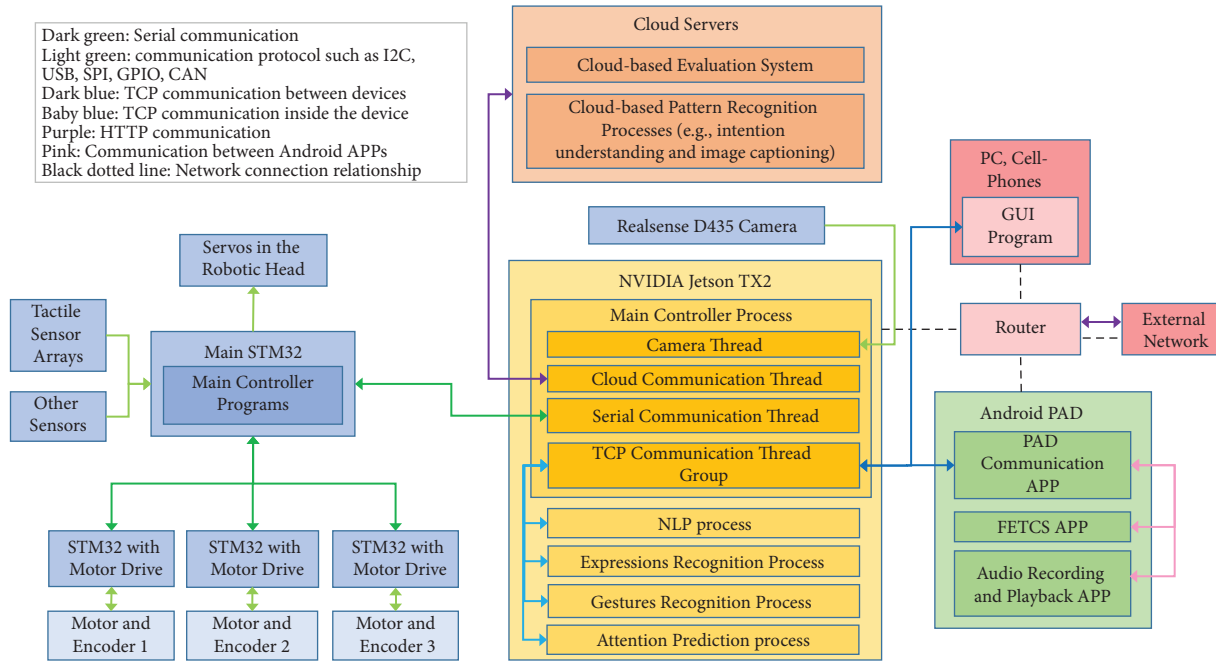 Dark green: Serial communication
Light green: communication protocol such as I2C,
USB, SPI, GPIO, CAN
Dark blue: TCP communication between devices
Baby blue: TCP communication inside the device
Purple: HTTP communication
Pink: Communication between Android APPs
Black dotted line: Network connection relationship
Cloud Servers
Cloud-based Evaluation System
Cloud-based Pattern Recognition
Processes (e.g., intention
understanding and image captioning)
PC, Cell-
Phones
GUI
Program
Realsense D435 Camera
Servos in the
Robotic Head
Tactile
Sensor
Arrays
Other
Sensors
Main STM32
Main Controller
Programs
NVIDIA Jetson TX2
Main Controller Process
Camera Thread
Cloud Communication Thread
Serial Communication Thread
TCP Communication Thread
Group
NLP process
Expressions Recognition Process
Gestures Recognition Process
Attention Prediction process
Router
External
Network
Android PAD
PAD
Communication
APP
FETCS APP
Audio Recording
and Playback APP
STM32 with
Motor Drive
STM32 with
Motor Drive
STM32 with
Motor Drive
Motor and
Encoder 1
Motor and
Encoder 2
Motor and
Encoder 3